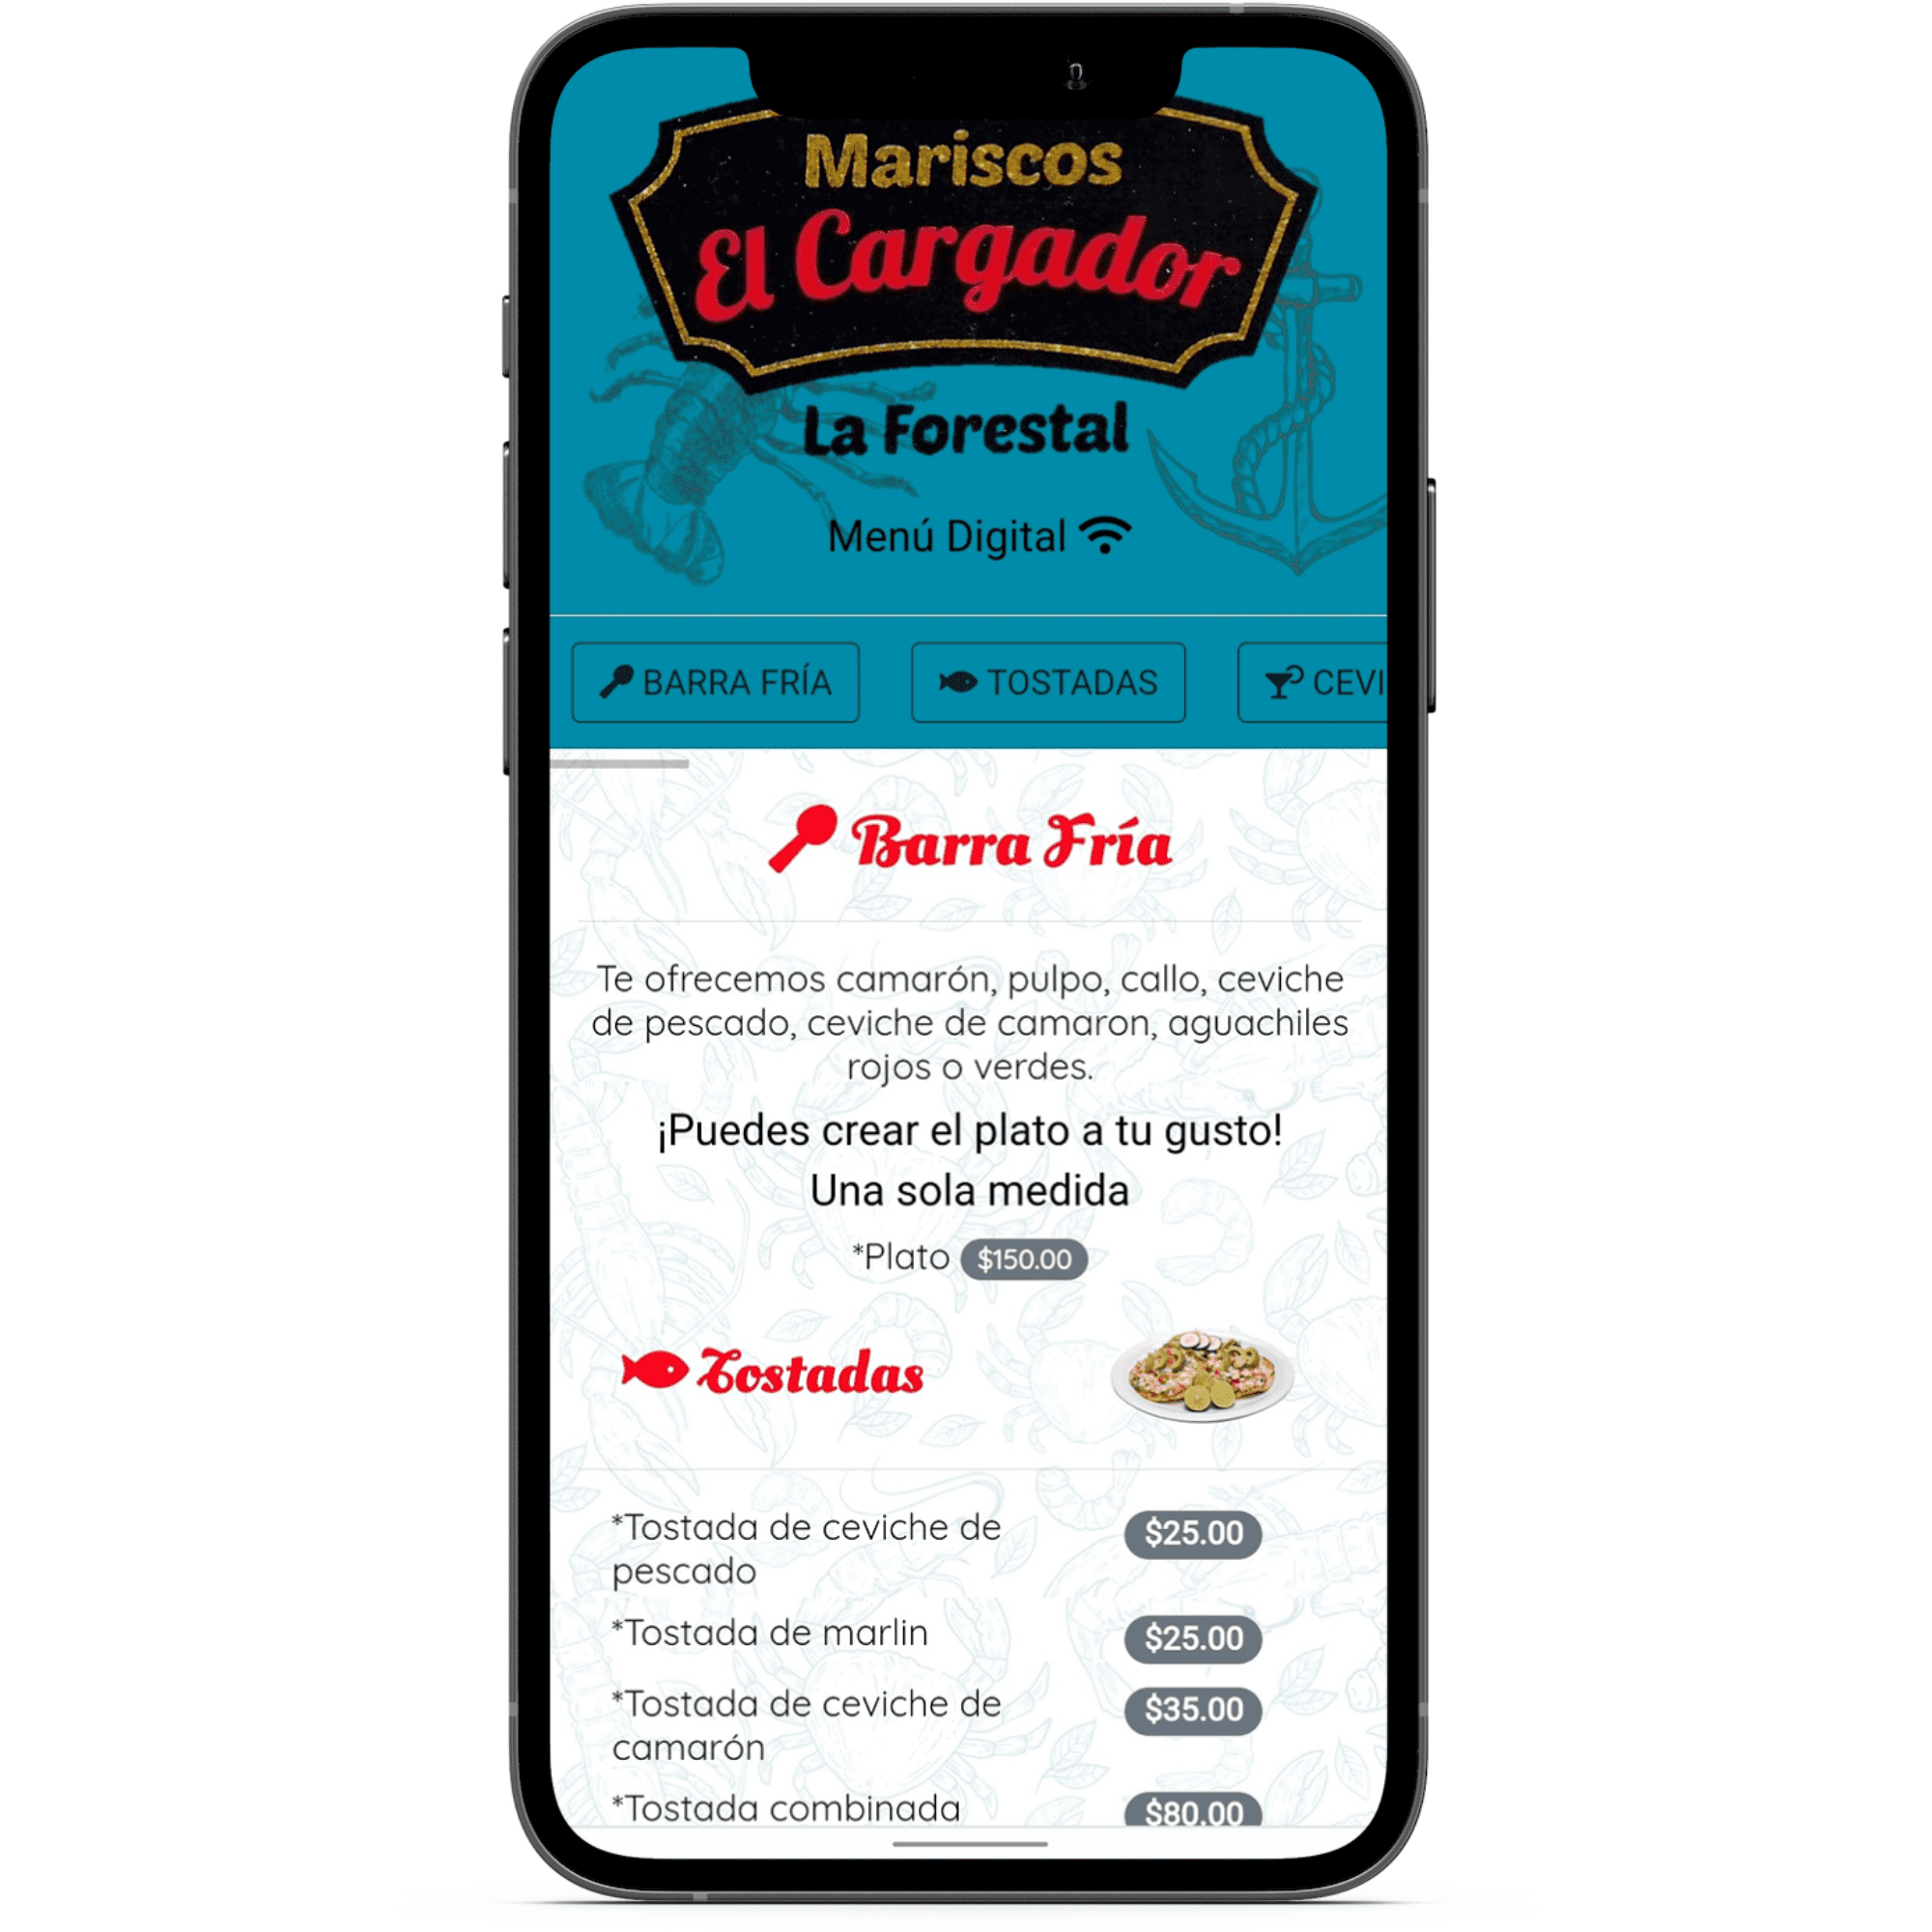 Mariscos
El Cargador
La Forestal
Menú Digital
BARRA FRÍA TOSTADAS CEVI
Barra Fría
Te ofrecemos camarón, pulpo, callo, ceviche
de pescado, ceviche de camaron, aguachiles
rojos o verdes.
¡Puedes crear el plato a tu gusto!
Una sola medida
*Plato $150.00
Tostadas
*Tostada de ceviche de $25.00
pescado
*Tostada de marlin $25.00
*Tostada de ceviche de $35.00
camarón
*Tostada combinada $80.00